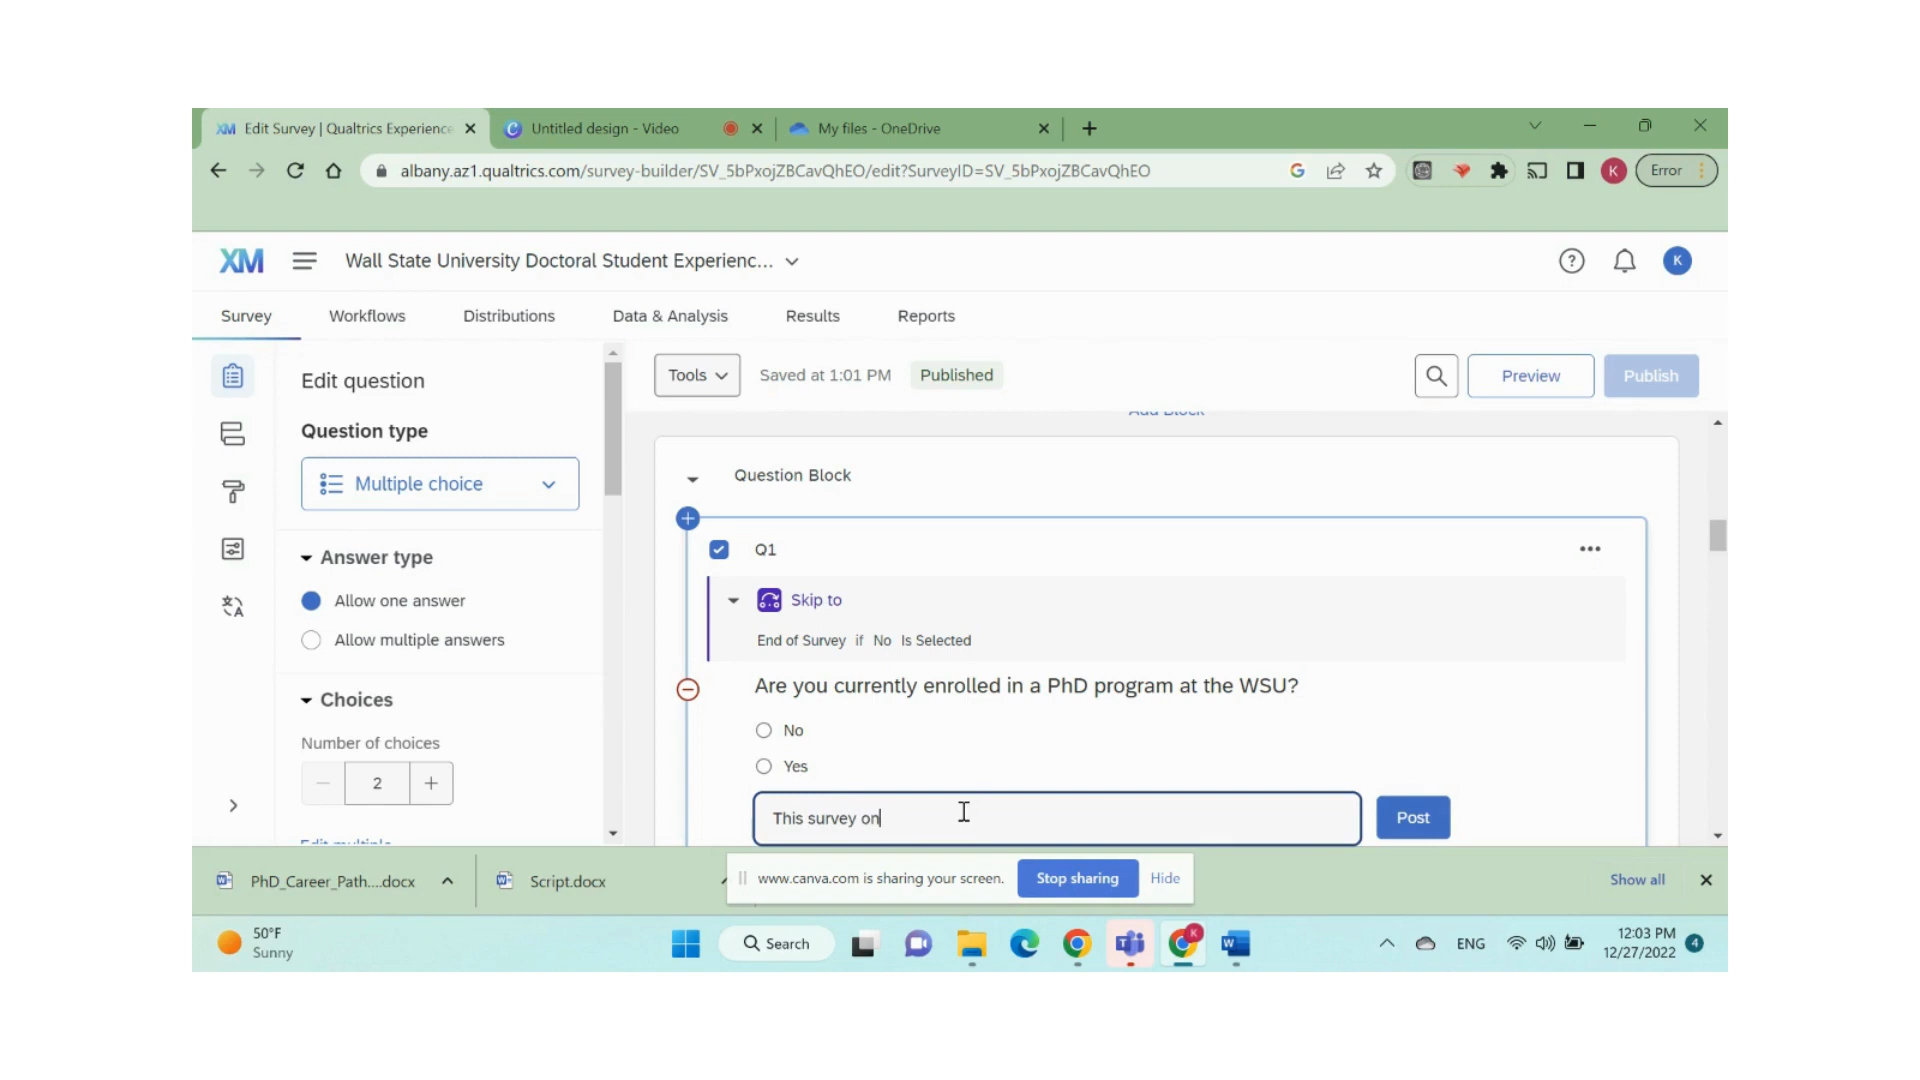 XM Edit Survey | Qualtrics Experience
Untitled design - Video
My files - OneDrive
albany.az1.qualtrics.com/survey-builder/SV_5bPxojZBCavQhEO/edit?SurveyID=SV_5bPxojZBCavQhEO
G
K
Error
XM
Wall State University Doctoral Student Experienc...
?
K
Survey
Workflows
Distributions
Data & Analysis
Results
Reports
Edit question
Tools
Saved at 1:01 PM
Published
Preview
Publish
Add Block
Question type
Multiple choice
Question Block
Q1
Answer type
Allow one answer
Allow multiple answers
Skip to
End of Survey if No Is Selected
Are you currently enrolled in a PhD program at the WSU?
No
Yes
Choices
Number of choices
2
This survey on
Post
Edit multiple
PhD_Career_Path....docx
Script.docx
www.canva.com is sharing your screen.
Stop sharing
Hide
Show all
50°F
Sunny
Search
K
ENG
12:03 PM
12/27/2022
4